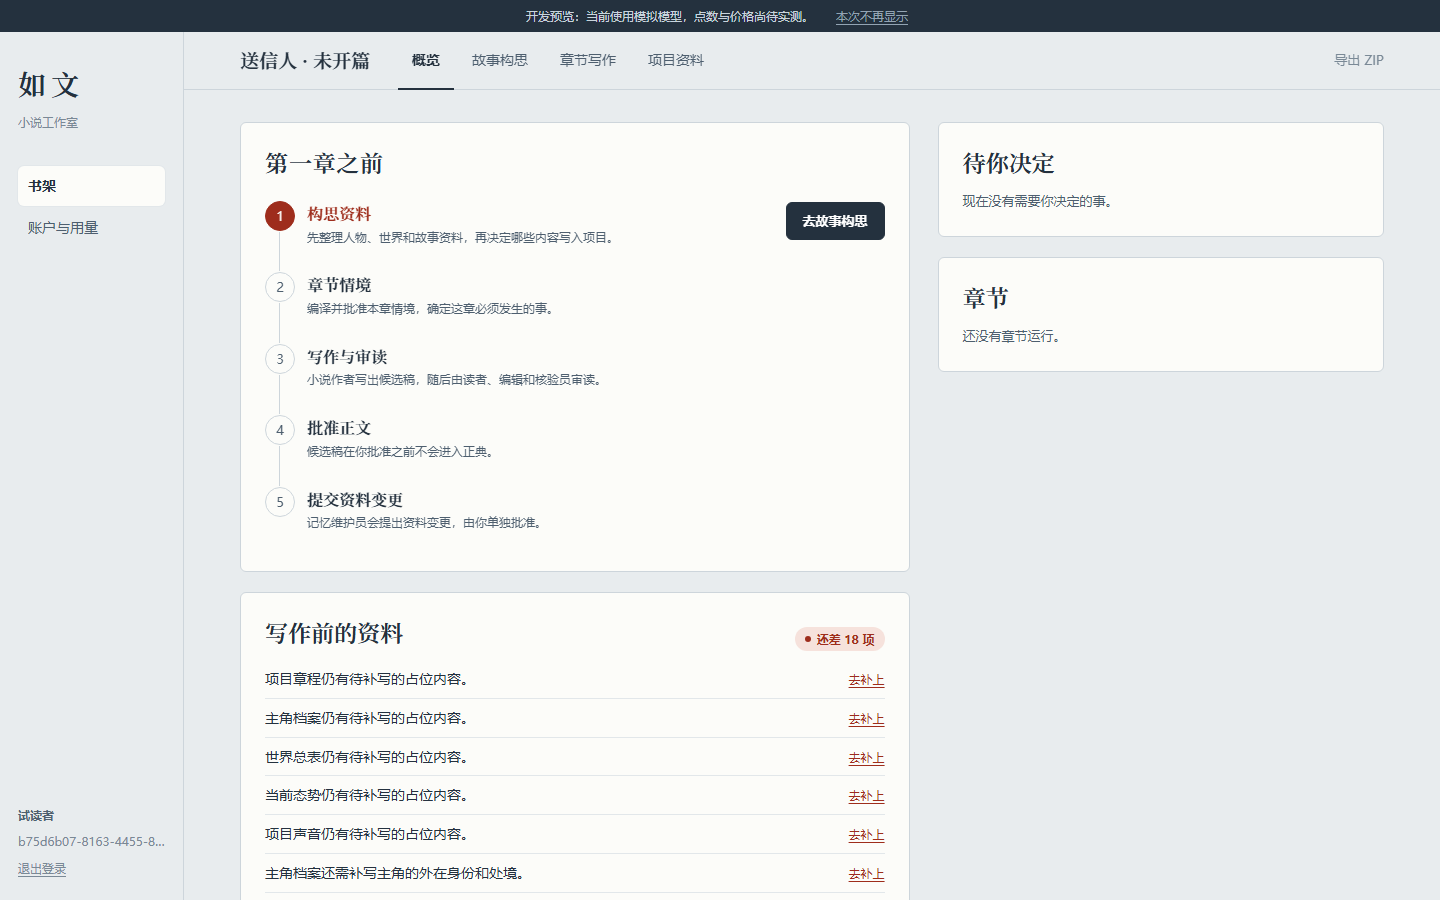 开发预览：当前使用模拟模型，点数与价格尚待实测。 本次不再显示
如文
小说工作室
书架
账户与用量
试读者
b75d6b07-8163-4455-8...
退出登录
送信人 · 未开篇 概览 故事构思 章节写作 项目资料 导出 ZIP
第一章之前
1 构思资料
先整理人物、世界和故事资料，再决定哪些内容写入项目。
去故事构思
2 章节情境
编译并批准本章情境，确定这章必须发生的事。
3 写作与审读
小说作者写出候选稿，随后由读者、编辑和核验员审读。
4 批准正文
候选稿在你批准之前不会进入正典。
5 提交资料变更
记忆维护员会提出资料变更，由你单独批准。
写作前的资料 还差 18 项
项目章程仍有待补写的占位内容。 去补上
主角档案仍有待补写的占位内容。 去补上
世界总表仍有待补写的占位内容。 去补上
当前态势仍有待补写的占位内容。 去补上
项目声音仍有待补写的占位内容。 去补上
主角档案还需补写主角的外在身份和处境。 去补上
待你决定
现在没有需要你决定的事。
章节
还没有章节运行。